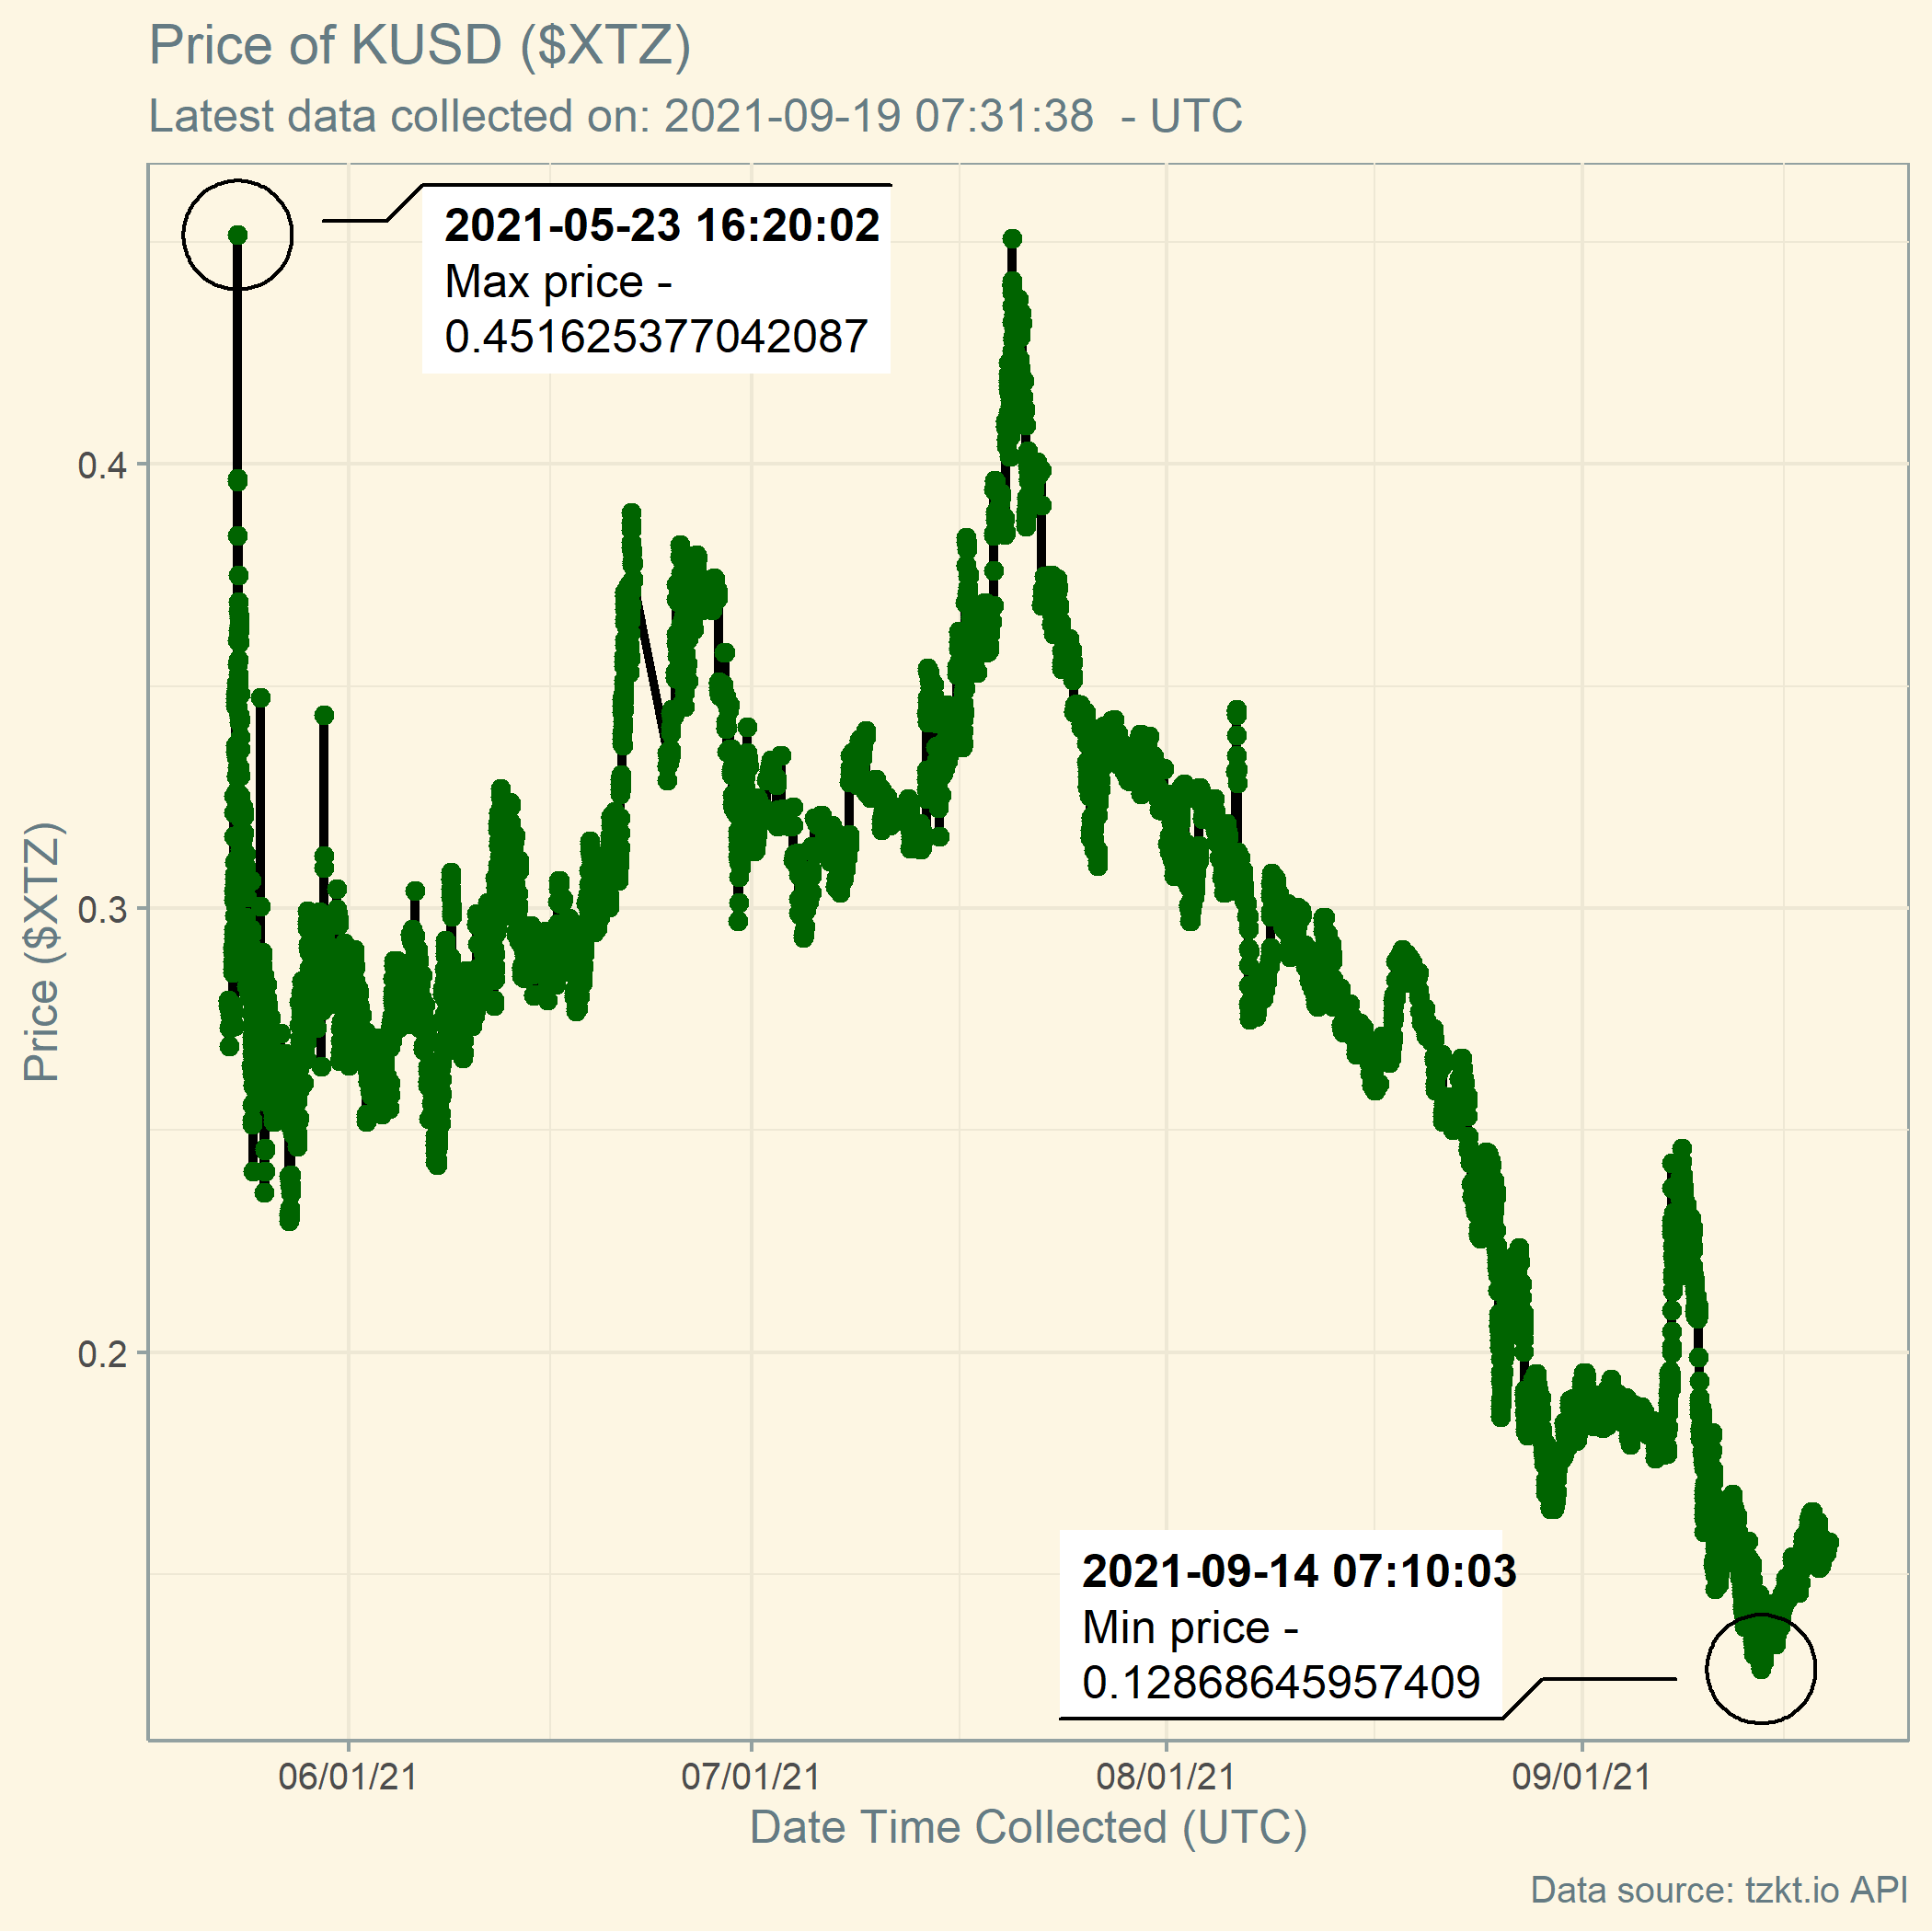 Price of KUSD ($XTZ)
Latest data collected on: 2021-09-19 07:31:38  - UTC
2021-05-23 16:20:02
Max price -
0.451625377042087
0.4
0.3
0.2
Price ($XTZ)
2021-09-14 07:10:03
Min price -
0.12868645957409
06/01/21
07/01/21
08/01/21
09/01/21
Date Time Collected (UTC)
Data source: tzkt.io API